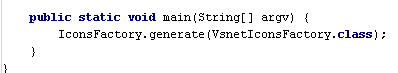 public static void main(String[] argv) {
IconsFactory.generate(VsnetIconsFactory.class);
}
}